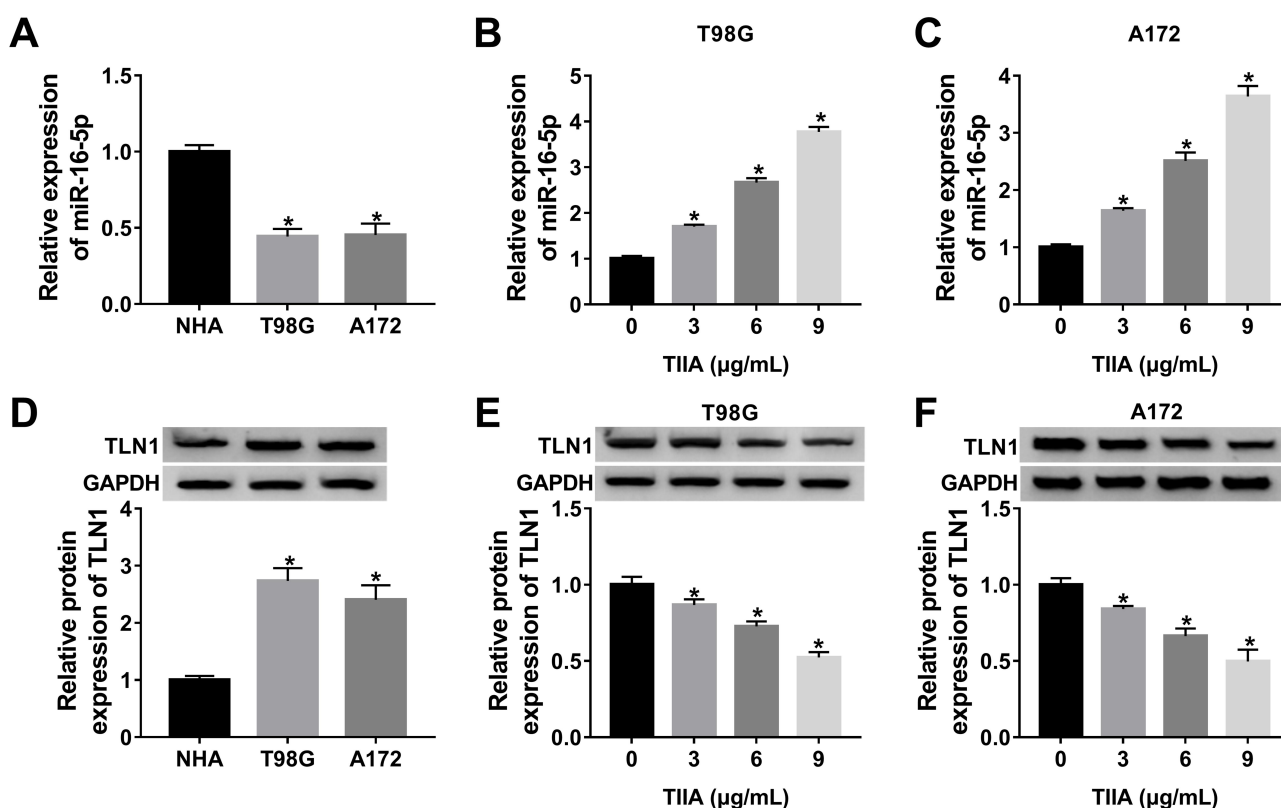 A
Relative expression
of miR-16-5p
1.5
1.0
0.5
0.0
*
*
NHA T98G A172
B
T98G
Relative expression
of miR-16-5p
5
4
3
2
1
0
*
*
*
0 3 6 9
TIIA (µg/mL)
C
A172
Relative expression
of miR-16-5p
4
3
2
1
0
*
*
*
0 3 6 9
TIIA (µg/mL)
D
TLN1
GAPDH
Relative protein
expression of TLN1
4
3
2
1
0
*
*
NHA T98G A172
E
T98G
TLN1
GAPDH
Relative protein
expression of TLN1
1.5
1.0
0.5
0.0
*
*
*
0 3 6 9
TIIA (µg/mL)
F
A172
TLN1
GAPDH
Relative protein
expression of TLN1
1.5
1.0
0.5
0.0
*
*
*
0 3 6 9
TIIA (µg/mL)